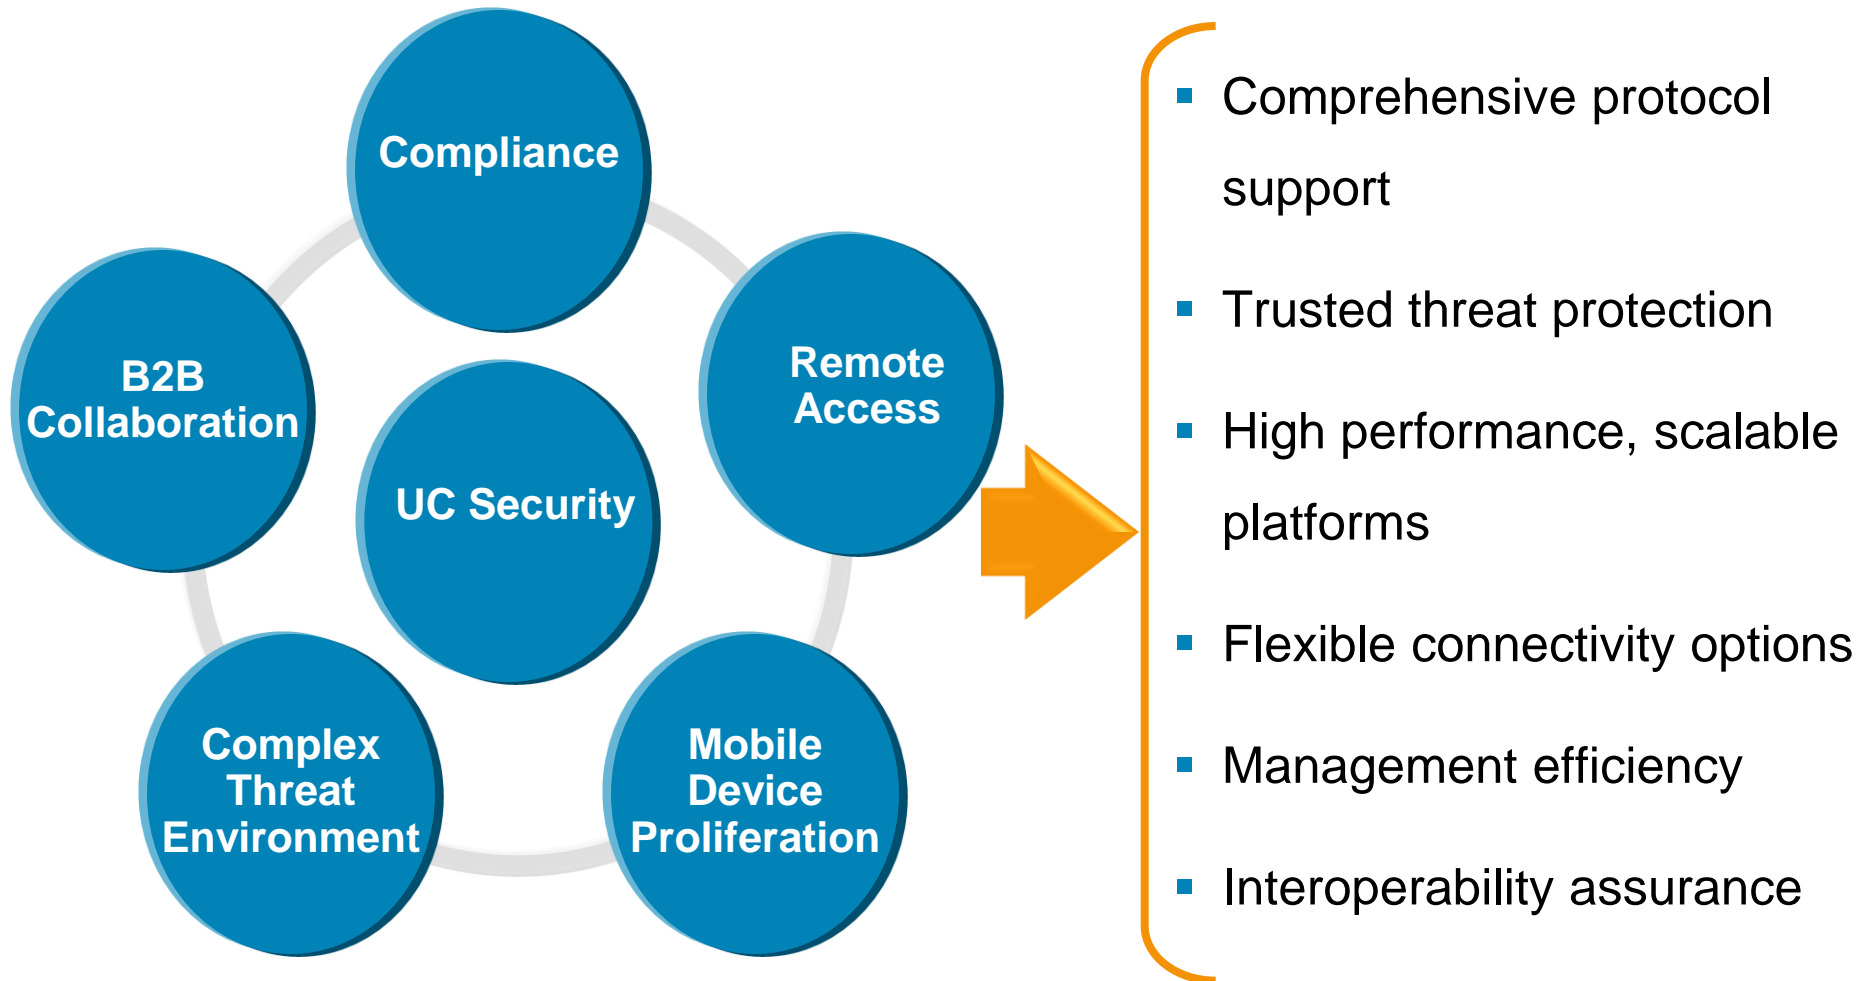 Compliance
B2B
Collaboration
Remote
Access
UC Security
Complex
Threat
Environment
Mobile
Device
Proliferation
Comprehensive protocol
support
Trusted threat protection
High performance, scalable
platforms
Flexible connectivity options
Management efficiency
Interoperability assurance